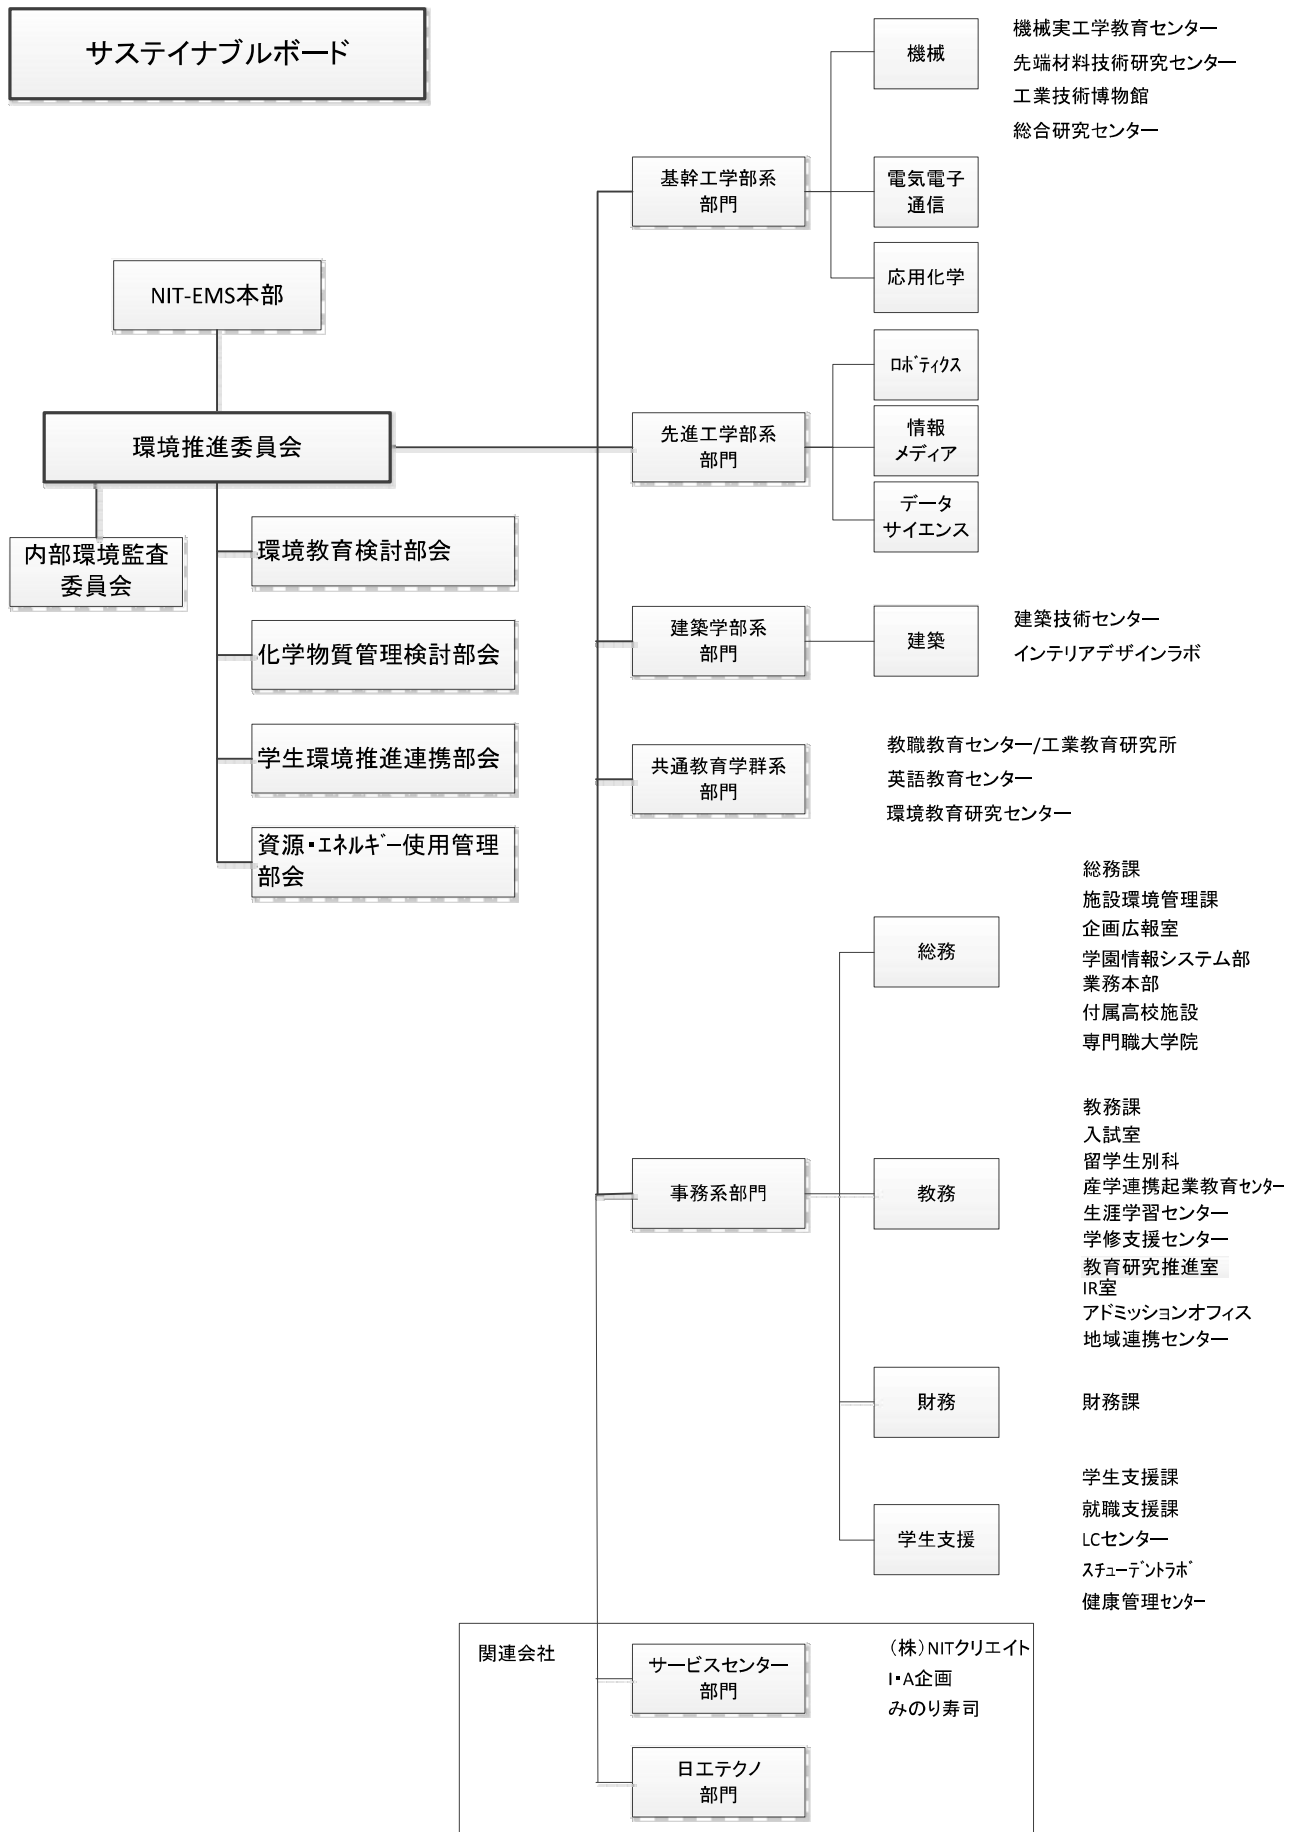 サステイナブルボード
NIT-EMS本部
環境推進委員会
内部環境監査
委員会
環境教育検討部会
化学物質管理検討部会
学生環境推進連携部会
資源・ｴﾈﾙｷﾞｰ使用管理
部会
基幹工学部系
部門
機械
機械実工学教育センター
先端材料技術研究センター
工業技術博物館
総合研究センター
電気電子
通信
応用化学
先進工学部系
部門
ﾛﾎﾞﾃｨｸｽ
情報
メディア
データ
サイエンス
建築学部系
部門
建築
建築技術センター
インテリアデザインラボ
共通教育学群系
部門
教職教育センター/工業教育研究所
英語教育センター
環境教育研究センター
事務系部門
総務
総務課
施設環境管理課
企画広報室
学園情報システム部
業務本部
付属高校施設
専門職大学院
教務
教務課
入試室
留学生別科
産学連携起業教育ｾﾝﾀｰ
生涯学習センター
学修支援センター
教育研究推進室
IR室
アドミッションオフィス
地域連携センター
財務
財務課
学生支援
学生支援課
就職支援課
LCセンター
ｽﾁｭｰﾃﾞﾝﾄﾗﾎﾞ
健康管理ｾﾝﾀｰ
関連会社
サービスセンター
部門
（株）NITクリエイト
I・A企画
みのり寿司
日工テクノ
部門